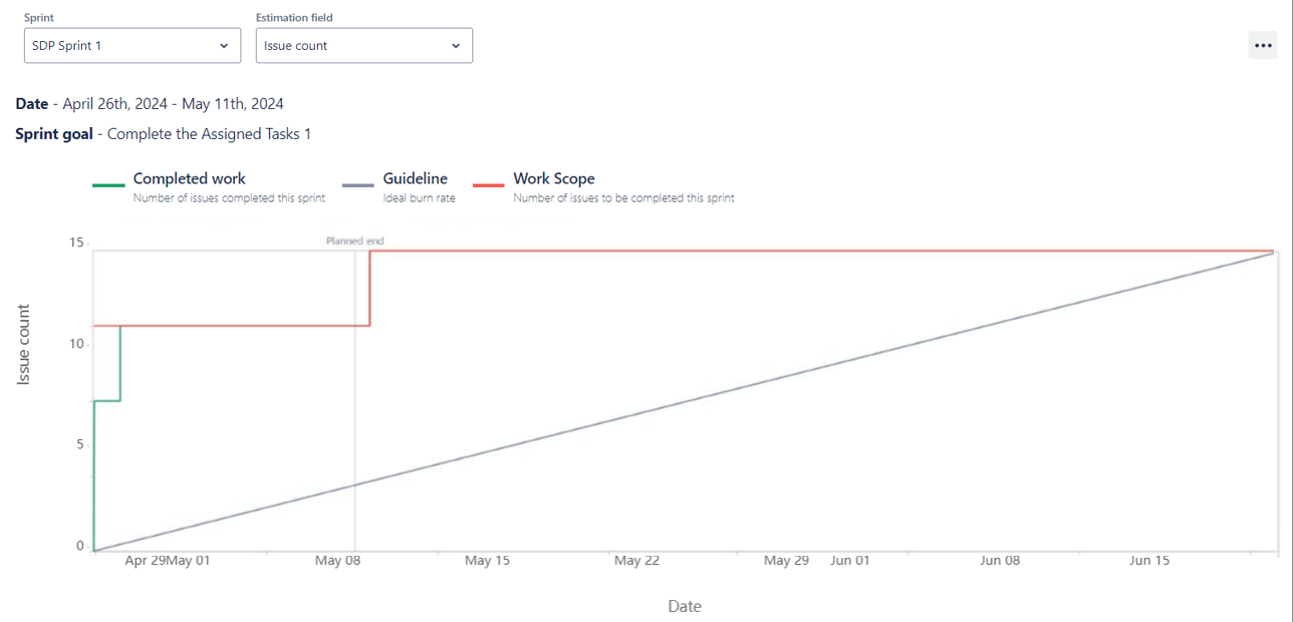 Sprint
Estimation field
SDP Sprint 1
Issue count
Date - April 26th, 2024 - May 11th, 2024
Sprint goal - Complete the Assigned Tasks 1
Completed work
Number of issues completed this sprint
Guideline
Ideal burn rate
Work Scope
Number of issues to be completed this sprint
Planned end
15
10
5
0
Issue count
Apr 29 May 01 May 08 May 15 May 22 May 29 Jun 01 Jun 08 Jun 15
Date